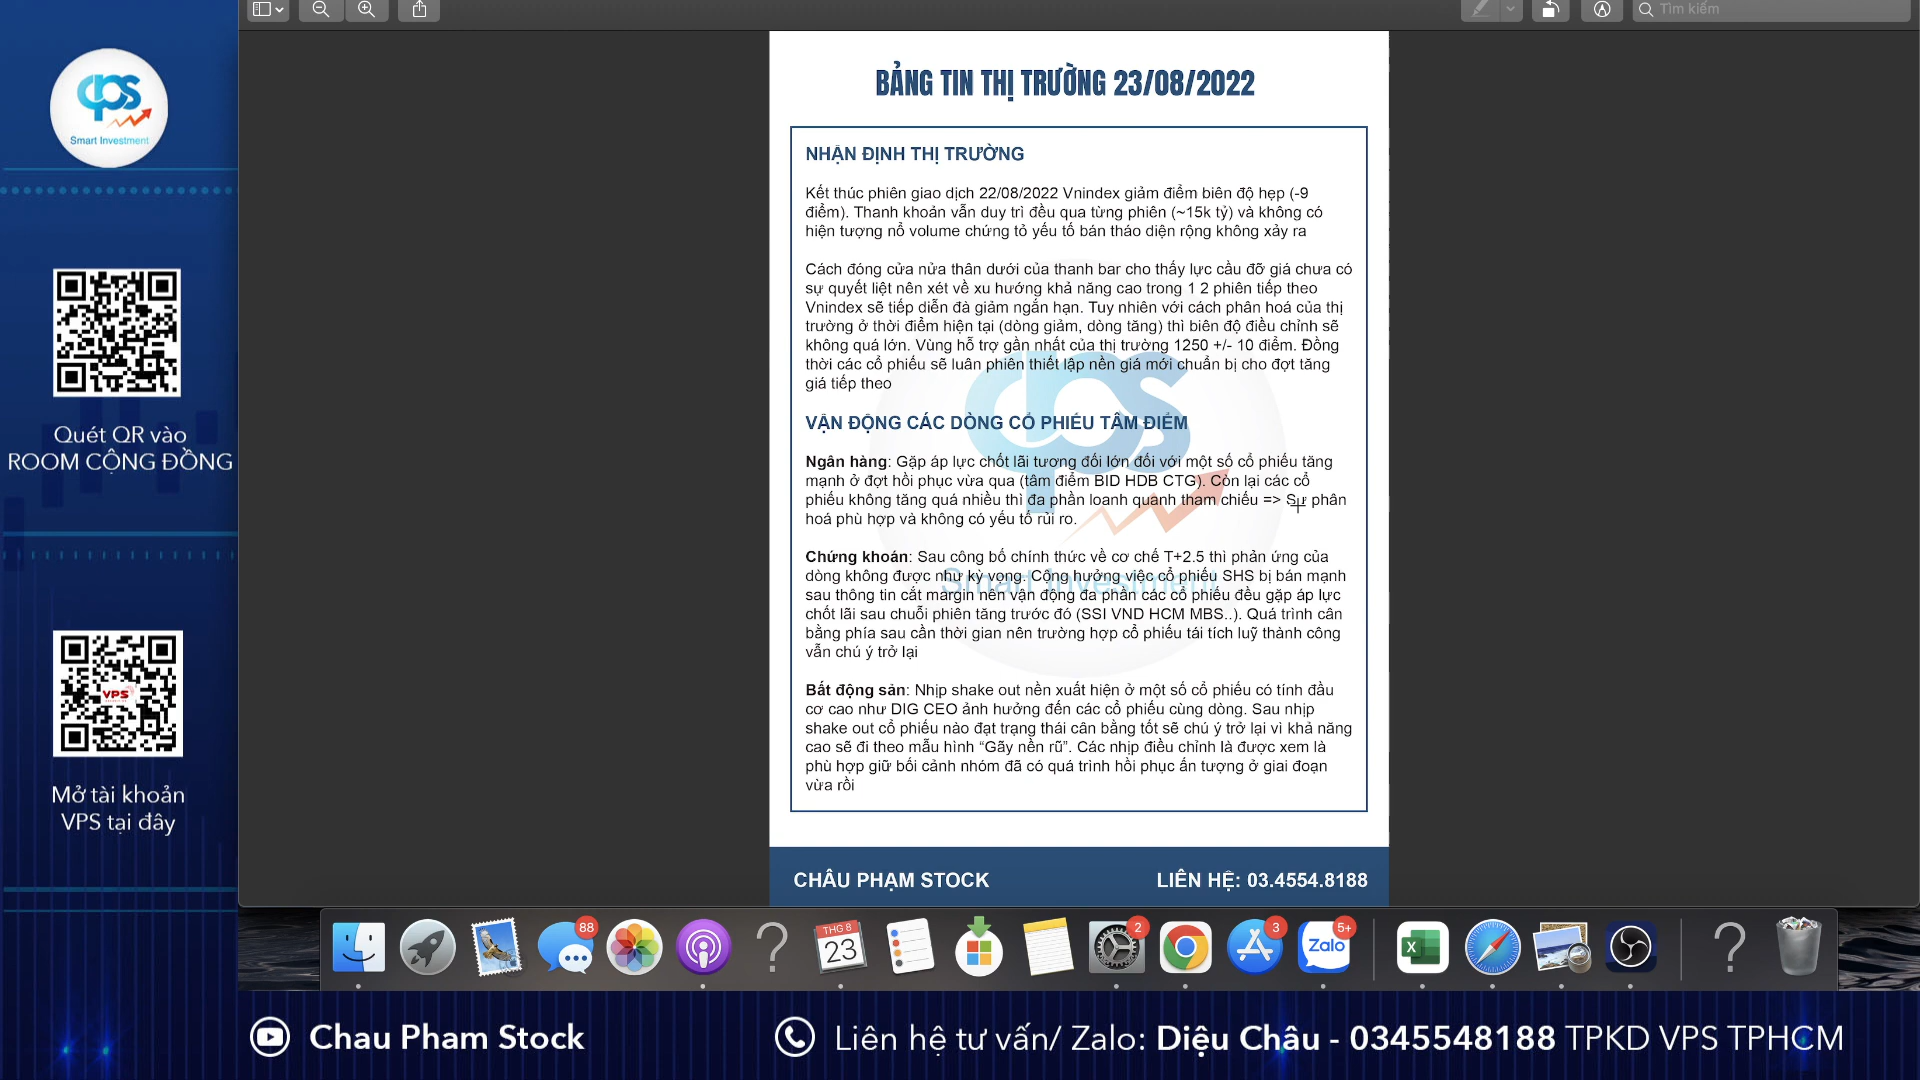 Tìm kiếm
cps
Smart Investment
Quét QR vào
ROOM CỘNG ĐỒNG
VPS
Mở tài khoản
VPS tại đây
BẢNG TIN THỊ TRƯỜNG 23/08/2022
NHẬN ĐỊNH THỊ TRƯỜNG
Kết thúc phiên giao dịch 22/08/2022 Vnindex giảm điểm biên độ hẹp (-9
điểm). Thanh khoản vẫn duy trì đều qua từng phiên (~15k tỷ) và không có
hiện tượng nổ volume chứng tỏ yếu tố bán tháo diện rộng không xảy ra
Cách đóng cửa nửa thân dưới của thanh bar cho thấy lực cầu đỡ giá chưa có
sự quyết liệt nên xét về xu hướng khả năng cao trong 1 2 phiên tiếp theo
Vnindex sẽ tiếp diễn đà giảm ngắn hạn. Tuy nhiên với cách phân hoá của thị
trường ở thời điểm hiện tại (dòng giảm, dòng tăng) thì biên độ điều chỉnh sẽ
không quá lớn. Vùng hỗ trợ gần nhất của thị trường 1250 +/- 10 điểm. Đồng
thời các cổ phiếu sẽ luân phiên thiết lập nền giá mới chuẩn bị cho đợt tăng
giá tiếp theo
VẬN ĐỘNG CÁC DÒNG CỔ PHIẾU TÂM ĐIỂM
Ngân hàng: Gặp áp lực chốt lãi tương đối lớn đối với một số cổ phiếu tăng
mạnh ở đợt hồi phục vừa qua (tâm điểm BID HDB CTG). Còn lại các cổ
phiếu không tăng quá nhiều thì đa phần loanh quanh tham chiếu => Sự phân
hoá phù hợp và không có yếu tố rủi ro.
Chứng khoán: Sau công bố chính thức về cơ chế T+2.5 thì phản ứng của
dòng không được như kỳ vọng. Cộng hưởng việc cổ phiếu SHS bị bán mạnh
sau thông tin cắt margin nên vận động đa phần các cổ phiếu đều gặp áp lực
chốt lãi sau chuỗi phiên tăng trước đó (SSI VND HCM MBS..). Quá trình cân
bằng phía sau cần thời gian nên trường hợp cổ phiếu tái tích luỹ thành công
vẫn chú ý trở lại
Bất động sản: Nhịp shake out nền xuất hiện ở một số cổ phiếu có tính đầu
cơ cao như DIG CEO ảnh hưởng đến các cổ phiếu cùng dòng. Sau nhịp
shake out cổ phiếu nào đạt trạng thái cân bằng tốt sẽ chú ý trở lại vì khả năng
cao sẽ đi theo mẫu hình “Gãy nền rũ”. Các nhịp điều chỉnh là được xem là
phù hợp giữ bối cảnh nhóm đã có quá trình hồi phục ấn tượng ở giai đoạn
vừa rồi
cps
Smart Investment
CHÂU PHẠM STOCK
LIÊN HỆ: 03.4554.8188
88
THG 8
23
2
3
5+
Zalo
X
Chau Pham Stock
Liên hệ tư vấn/ Zalo: Diệu Châu - 0345548188 TPKD VPS TPHCM